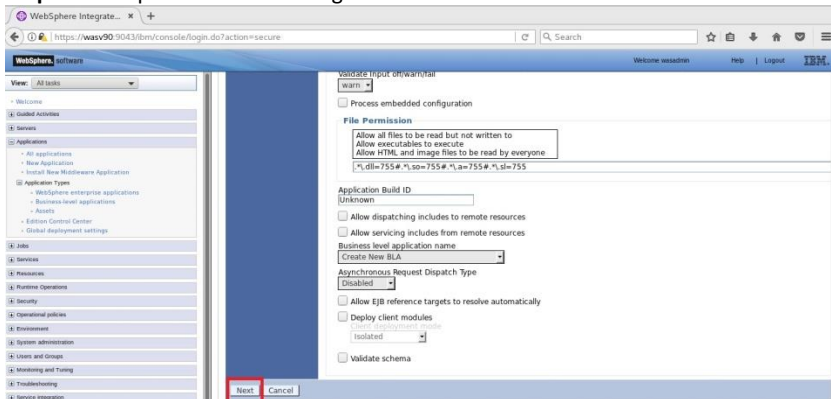 WebSphere Integrate... × +
https://wasv90:9043/ibm/console/login.do?action=secure
Search
WebSphere. software
Welcome wasadmin
Help | Logout
IBM.
View: All tasks
Welcome
Guided Activities
Servers
Applications
All applications
New Application
Install New Middleware Application
Application Types
WebSphere enterprise applications
Business-level applications
Assets
Edition Control Center
Global deployment settings
Jobs
Services
Resources
Runtime Operations
Security
Operational policies
Environment
System administration
Users and Groups
Monitoring and Tuning
Troubleshooting
Service integration
Validate Input off/warn/fail
warn
Process embedded configuration
File Permission
Allow all files to be read but not written to
Allow executables to execute
Allow HTML and image files to be read by everyone
.*\.dll=755#.*\.so=755#.*\.a=755#.*\.sl=755
Application Build ID
Unknown
Allow dispatching includes to remote resources
Allow servicing includes from remote resources
Business level application name
Create New BLA
Asynchronous Request Dispatch Type
Disabled
Allow EJB reference targets to resolve automatically
Deploy client modules
Client deployment mode
Isolated
Validate schema
Next Cancel